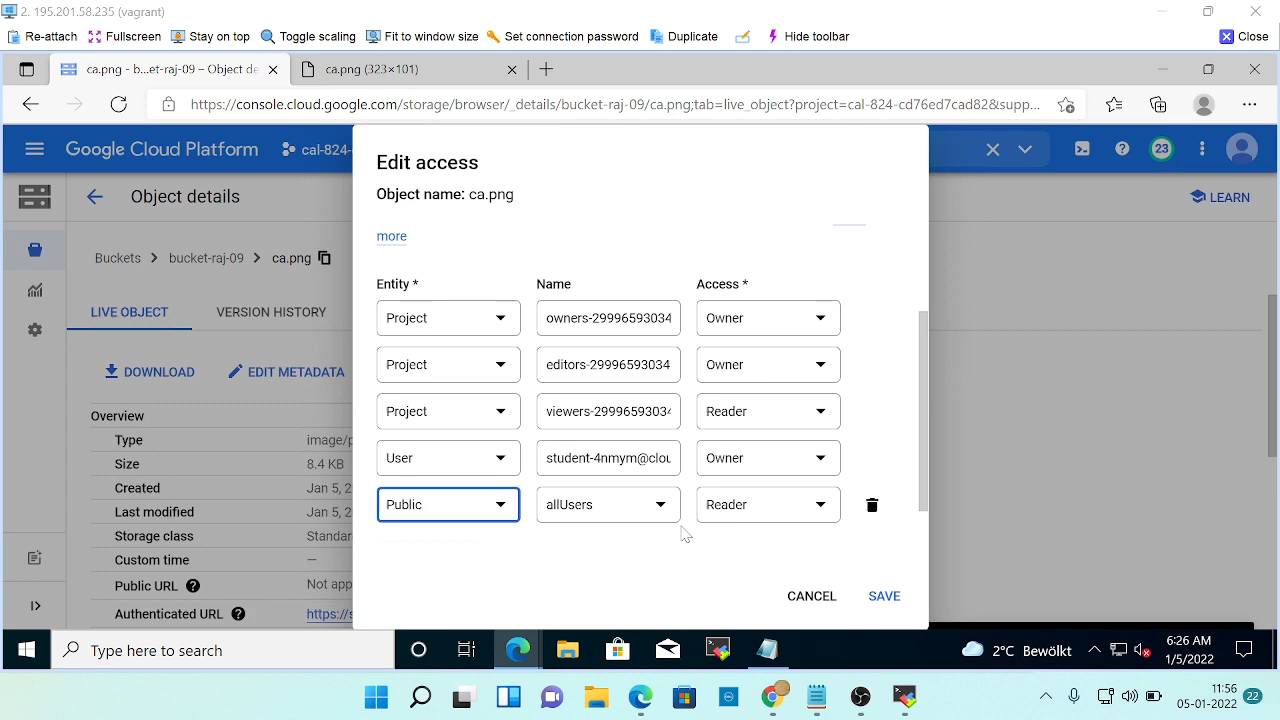 2. 195.201.58.235 (vagrant)
Re-attach Fullscreen Stay on top Toggle scaling Fit to window size Set connection password Duplicate Hide toolbar Close
ca.png - b...et-raj-09 – Object de ca.png (323×101)
https://console.cloud.google.com/storage/browser/_details/bucket-raj-09/ca.png;tab=live_object?project=cal-824-cd76ed7cad82&supp...
Google Cloud Platform cal-824- 23
Object details LEARN
Buckets > bucket-raj-09 > ca.png
LIVE OBJECT VERSION HISTORY
DOWNLOAD EDIT METADATA
Overview
Type image/p
Size 8.4 KB
Created Jan 5, 2
Last modified Jan 5, 2
Storage class Standar
Custom time —
Public URL Not app
Authenticated URL https://s
Edit access
Object name: ca.png
more
Entity * Name Access *
Project owners-29996593034 Owner
Project editors-29996593034 Owner
Project viewers-2999659303 Reader
User student-4nmym@clou Owner
Public allUsers Reader
CANCEL SAVE
Type here to search 2°C Bewölkt 6:26 AM
1/5/2022
11:56
05-01-2022 22